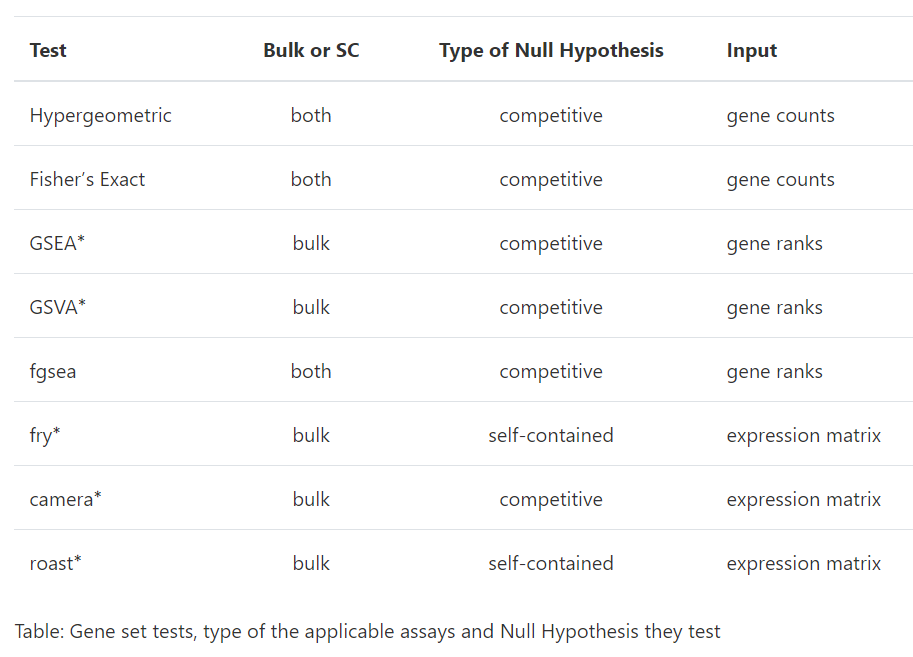 Test Bulk or SC Type of Null Hypothesis Input
Hypergeometric both competitive gene counts
Fisher’s Exact both competitive gene counts
GSEA* bulk competitive gene ranks
GSVA* bulk competitive gene ranks
fgsea both competitive gene ranks
fry* bulk self-contained expression matrix
camera* bulk competitive expression matrix
roast* bulk self-contained expression matrix
Table: Gene set tests, type of the applicable assays and Null Hypothesis they test